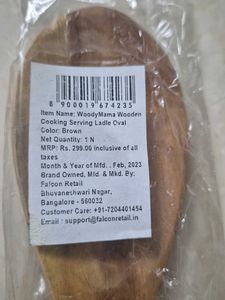 8 900019 674235
Item Name: WoodyMama Wooden
Cooking Serving Ladle Oval
Color: Brown
Net Quantity: 1 N
MRP: Rs. 299.00 inclusive of all
taxes
Month & Year of Mfd. , Feb, 2023
Brand Owned, Mfd. & Mkd. By;
Falcon Retail
Bhuvaneshwari Nagar,
Bangalore - 560032
Customer Care: +91-7204401494
Email : support@falconretail.in